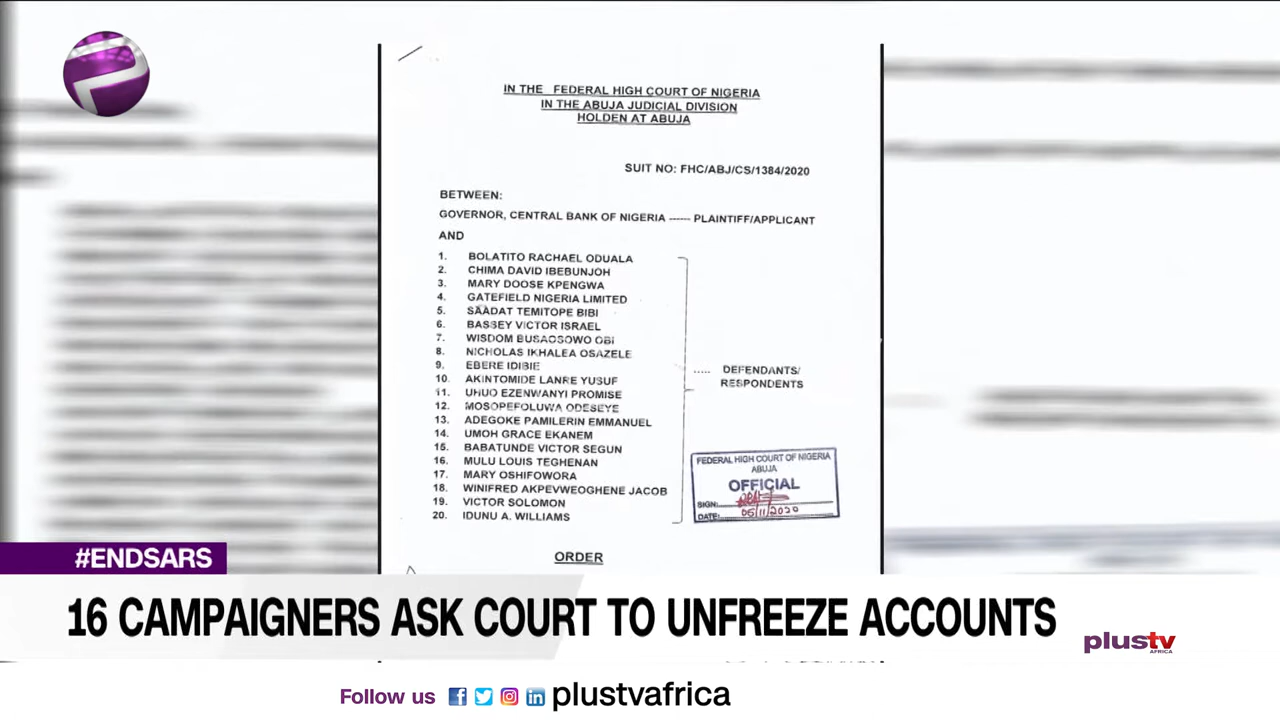 IN THE FEDERAL HIGH COURT OF NIGERIA
IN THE ABUJA JUDICIAL DIVISION
HOLDEN AT ABUJA
SUIT NO: FHC/ABJ/CS/1384/2020
BETWEEN:
GOVERNOR, CENTRAL BANK OF NIGERIA ------ PLAINTIFF/APPLICANT
AND
1. BOLATITO RACHAEL ODUALA
2. CHIMA DAVID IBEBUNJOH
3. MARY DOOSE KPENGWA
4. GATEFIELD NIGERIA LIMITED
5. SAADAT TEMITOPE BIBI
6. BASSEY VICTOR ISRAEL
7. WISDOM BUSAOSOWO OBI
8. NICHOLAS IKHALEA OSAZELE
9. EBERE IDIBIE
10. AKINTOMIDE LANRE YUSUF
11. UHUO EZENWANYI PROMISE
12. MOSOPEFOLUWA ODESEYE
13. ADEGOKE PAMILERIN EMMANUEL
14. UMOH GRACE EKANEM
15. BABATUNDE VICTOR SEGUN
16. MULU LOUIS TEGHENAN
17. MARY OSHIFOWORA
18. WINIFRED AKPEVWEOGHENE JACOB
19. VICTOR SOLOMON
20. IDUNU A. WILLIAMS
..... DEFENDANTS/
RESPONDENTS
FEDERAL HIGH COURT OF NIGERIA
ABUJA
OFFICIAL
SIGN:
DATE: 05/11/2020
ORDER
#ENDSARS
16 CAMPAIGNERS ASK COURT TO UNFREEZE ACCOUNTS
plustv
AFRICA
Follow us plustvafrica